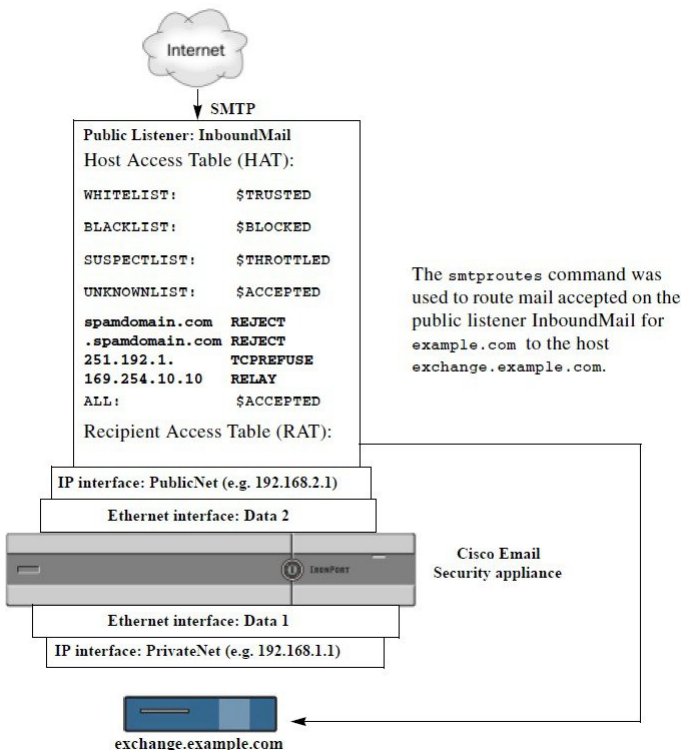 Internet
SMTP
Public Listener: InboundMail
Host Access Table (HAT):
WHITELIST: $TRUSTED
BLACKLIST: $BLOCKED
SUSPECTLIST: $THROTTLED
UNKNOWNLIST: $ACCEPTED
spamdomain.com REJECT
.spamdomain.com REJECT
251.192.1. TCPREFUSE
169.254.10.10 RELAY
ALL: $ACCEPTED
Recipient Access Table (RAT):
The smtproutes command was
used to route mail accepted on the
public listener InboundMail for
example.com to the host
exchange.example.com.
IP interface: PublicNet (e.g. 192.168.2.1)
Ethernet interface: Data 2
IRONPORT
Cisco Email
Security appliance
Ethernet interface: Data 1
IP interface: PrivateNet (e.g. 192.168.1.1)
exchange.example.com